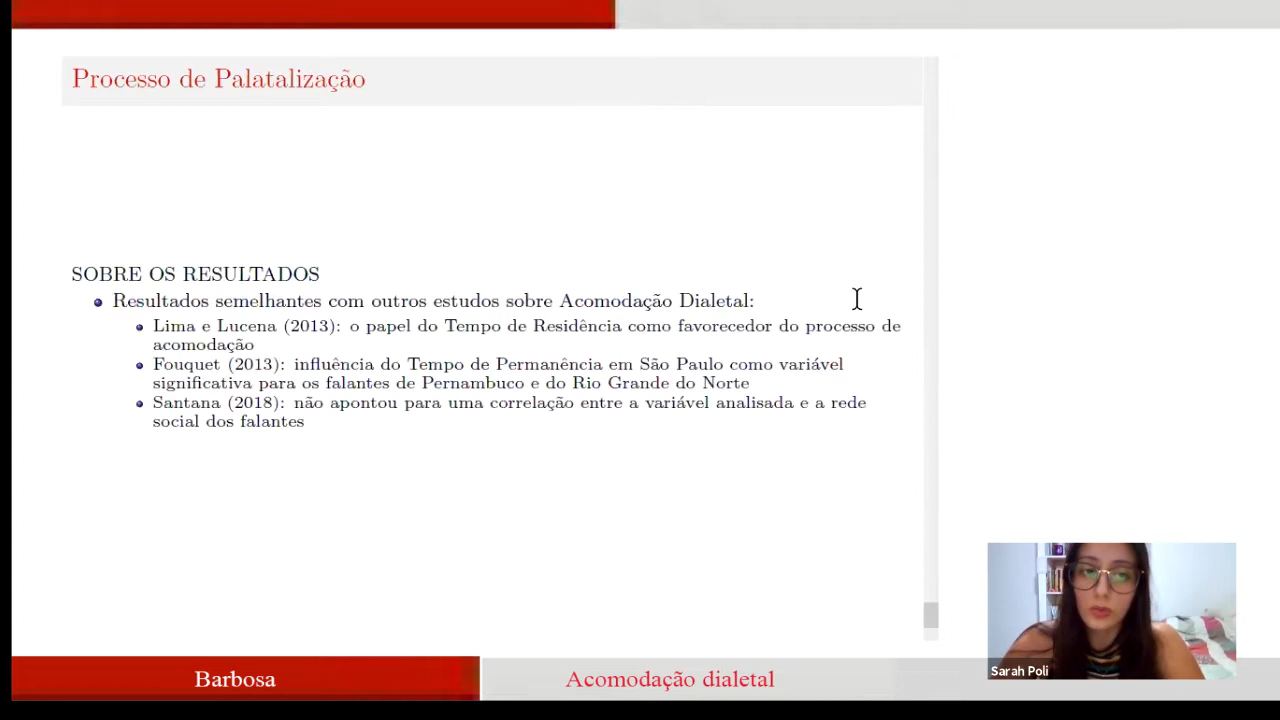 Processo de Palatalização
SOBRE OS RESULTADOS
Resultados semelhantes com outros estudos sobre Acomodação Dialetal:
Lima e Lucena (2013): o papel do Tempo de Residência como favorecedor do processo de
acomodação
Fouquet (2013): influência do Tempo de Permanência em São Paulo como variável
significativa para os falantes de Pernambuco e do Rio Grande do Norte
Santana (2018): não apontou para uma correlação entre a variável analisada e a rede
social dos falantes
Sarah Poli
Barbosa
Acomodação dialetal